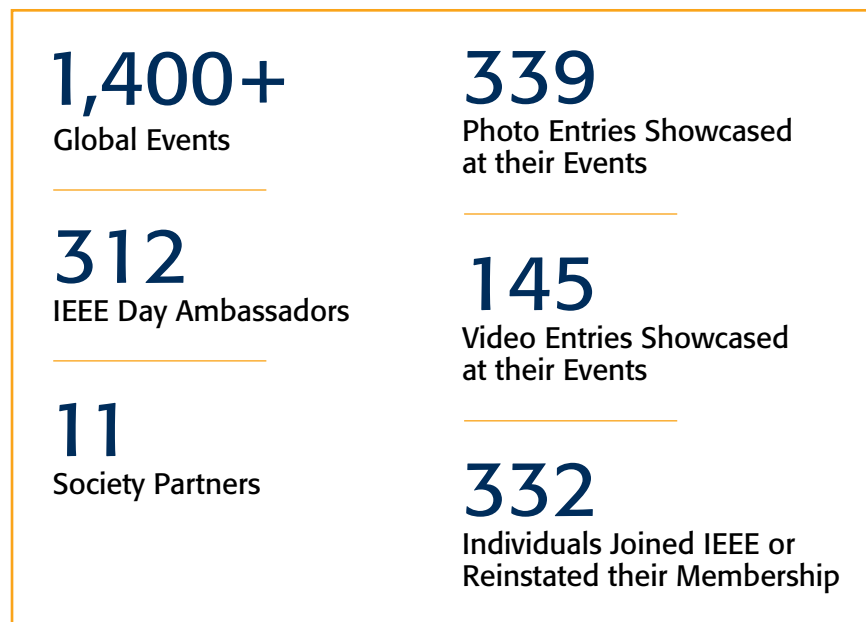 1,400+
Global Events
312
IEEE Day Ambassadors
11
Society Partners
339
Photo Entries Showcased
at their Events
145
Video Entries Showcased
at their Events
332
Individuals Joined IEEE or
Reinstated their Membership